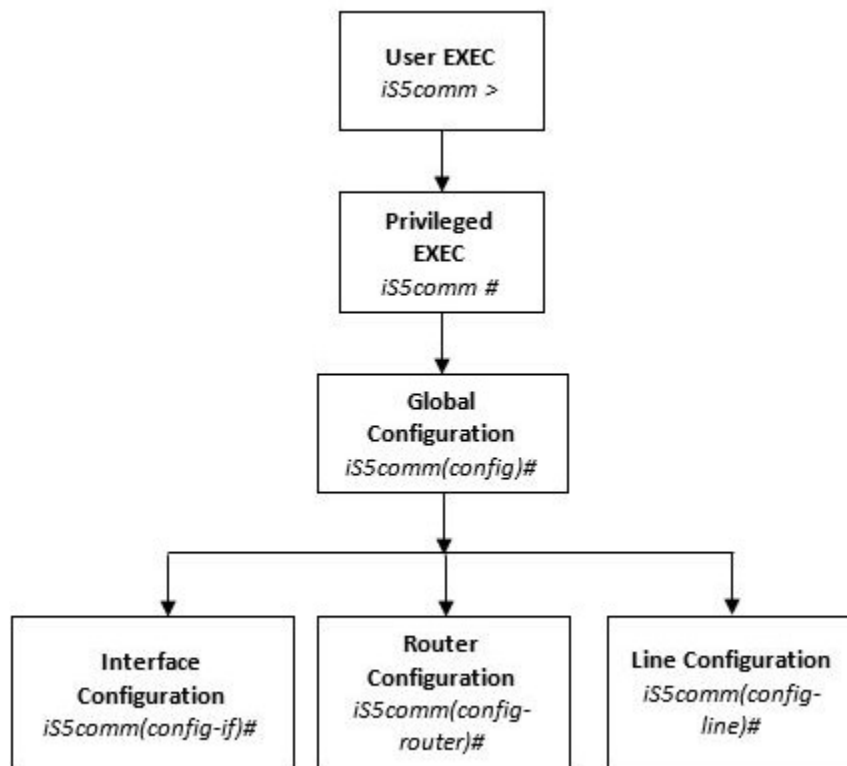 User EXEC
iS5comm >
Privileged
EXEC
iS5comm #
Global
Configuration
iS5comm(config)#
Interface
Configuration
iS5comm(config-if)#
Router
Configuration
iS5comm(config-
router)#
Line Configuration
iS5comm(config-
line)#